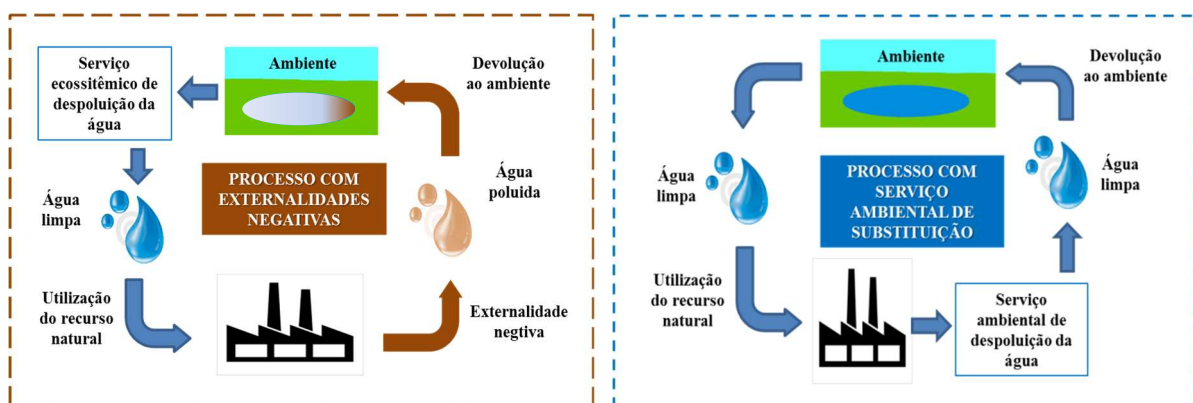 Serviço
ecossitêmico de
despoluição da
água
Ambiente
Devolução
ao ambiente
Água
limpa
PROCESSO COM
EXTERNALIDADES
NEGATIVAS
Água
poluida
Utilização
do recurso
natural
Externalidade
negtiva
Ambiente
Devolução
ao ambiente
Água
limpa
PROCESSO COM
SERVIÇO
AMBIENTAL DE
SUBSTITUIÇÃO
Água
limpa
Utilização
do recurso
natural
Serviço
ambiental de
despoluição da
água